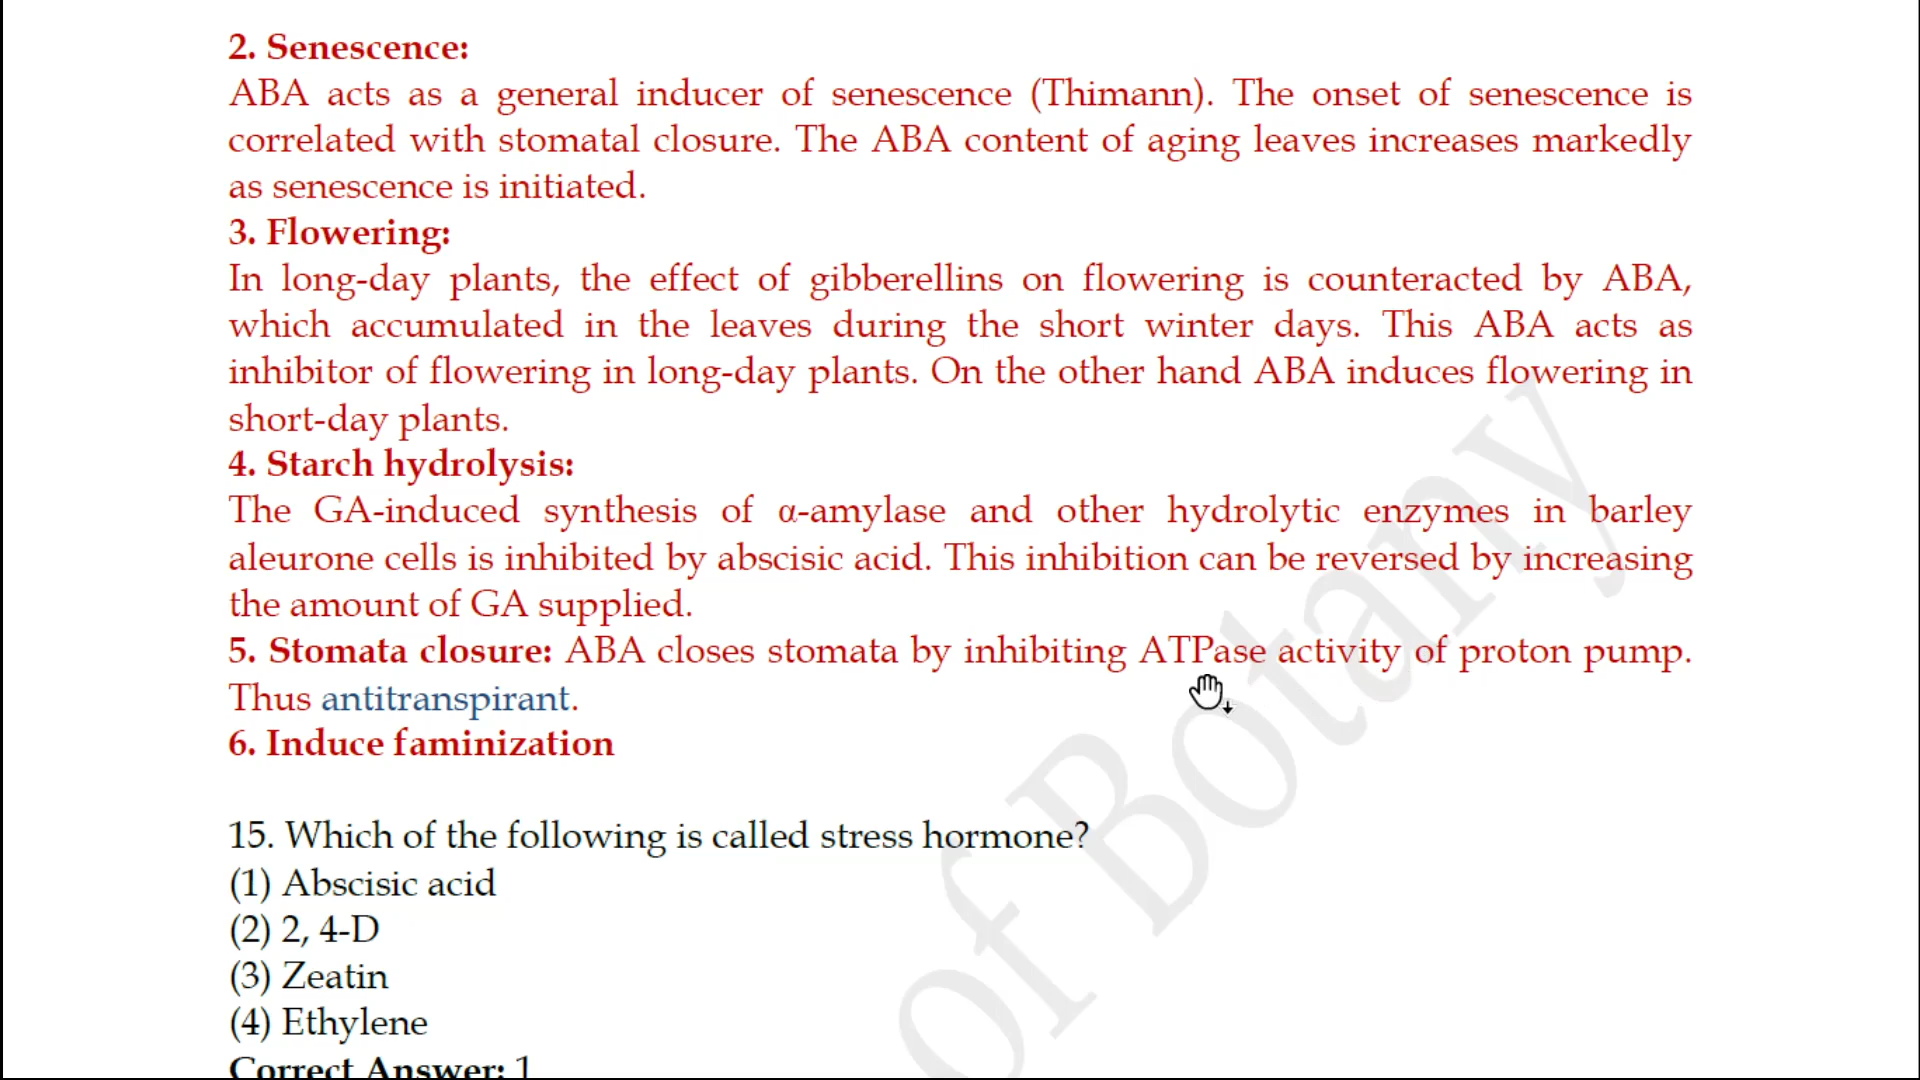 2. Senescence:
ABA acts as a general inducer of senescence (Thimann). The onset of senescence is
correlated with stomatal closure. The ABA content of aging leaves increases markedly
as senescence is initiated.
3. Flowering:
In long-day plants, the effect of gibberellins on flowering is counteracted by ABA,
which accumulated in the leaves during the short winter days. This ABA acts as
inhibitor of flowering in long-day plants. On the other hand ABA induces flowering in
short-day plants.
4. Starch hydrolysis:
The GA-induced synthesis of α-amylase and other hydrolytic enzymes in barley
aleurone cells is inhibited by abscisic acid. This inhibition can be reversed by increasing
the amount of GA supplied.
5. Stomata closure: ABA closes stomata by inhibiting ATPase activity of proton pump.
Thus antitranspirant.
6. Induce faminization
15. Which of the following is called stress hormone?
(1) Abscisic acid
(2) 2, 4-D
(3) Zeatin
(4) Ethylene
Correct Answer: 1
of Botany